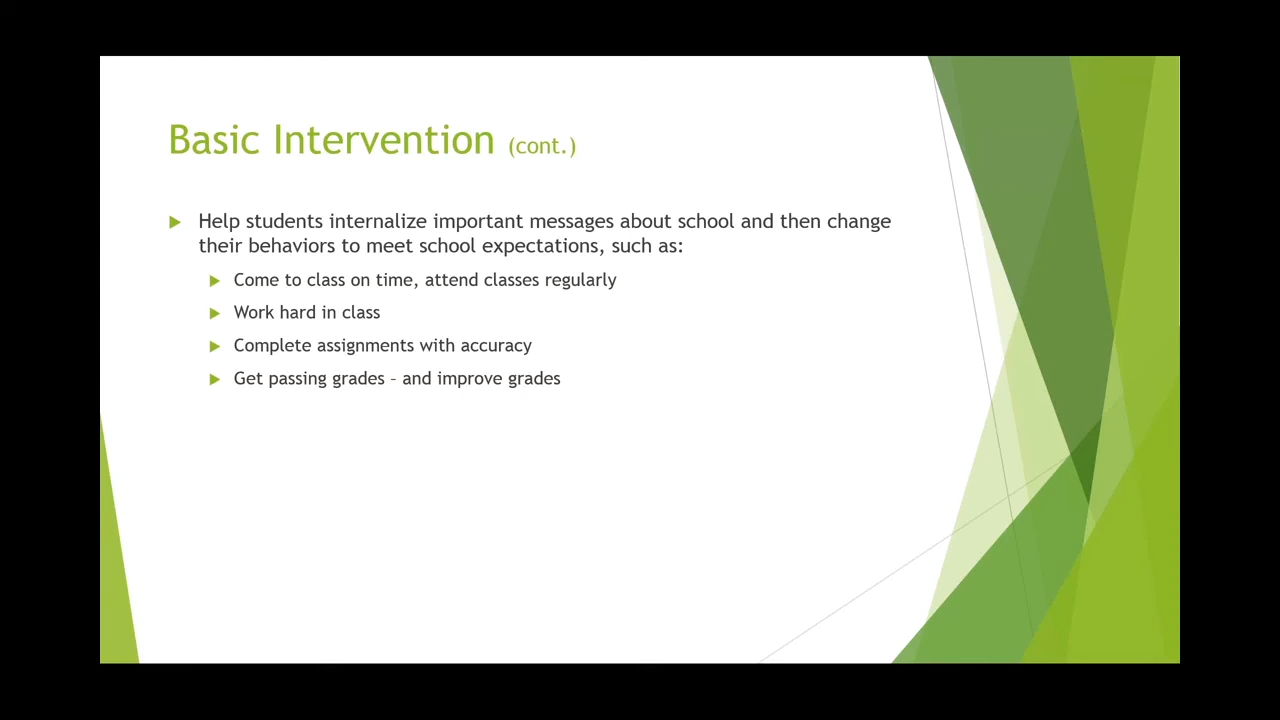 Basic Intervention (cont.)
Help students internalize important messages about school and then change
their behaviors to meet school expectations, such as:
Come to class on time, attend classes regularly
Work hard in class
Complete assignments with accuracy
Get passing grades – and improve grades